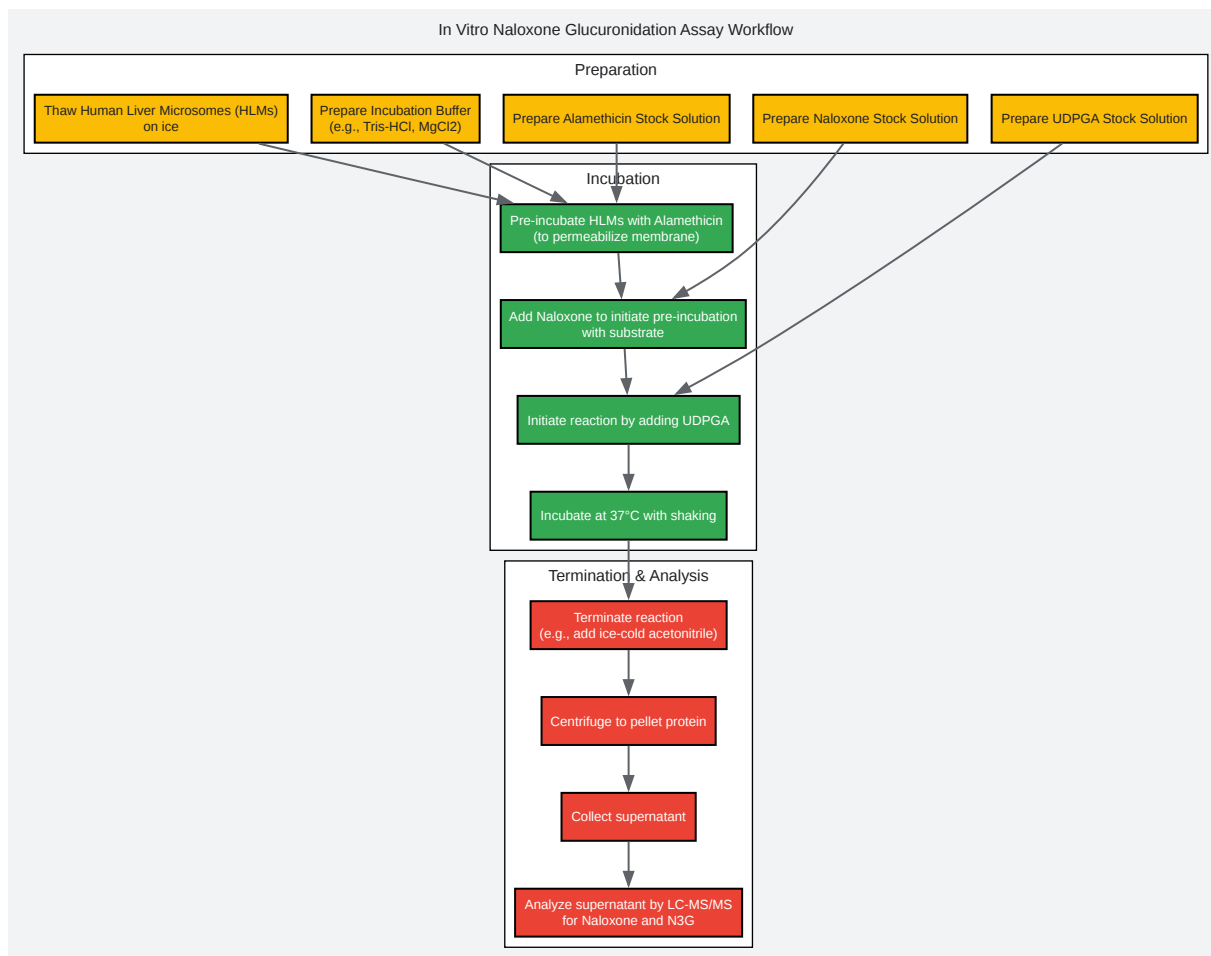 In Vitro Naloxone Glucuronidation Assay Workflow
Preparation
Thaw Human Liver Microsomes (HLMs)
on ice
Prepare Incubation Buffer
(e.g., Tris-HCl, MgCl2)
Prepare Alamethicin Stock Solution
Prepare Naloxone Stock Solution
Prepare UDPGA Stock Solution
Incubation
Pre-incubate HLMs with Alamethicin
(to permeabilize membrane)
Add Naloxone to initiate pre-incubation
with substrate
Initiate reaction by adding UDPGA
Incubate at 37°C with shaking
Termination & Analysis
Terminate reaction
(e.g., add ice-cold acetonitrile)
Centrifuge to pellet protein
Collect supernatant
Analyze supernatant by LC-MS/MS
for Naloxone and N3G